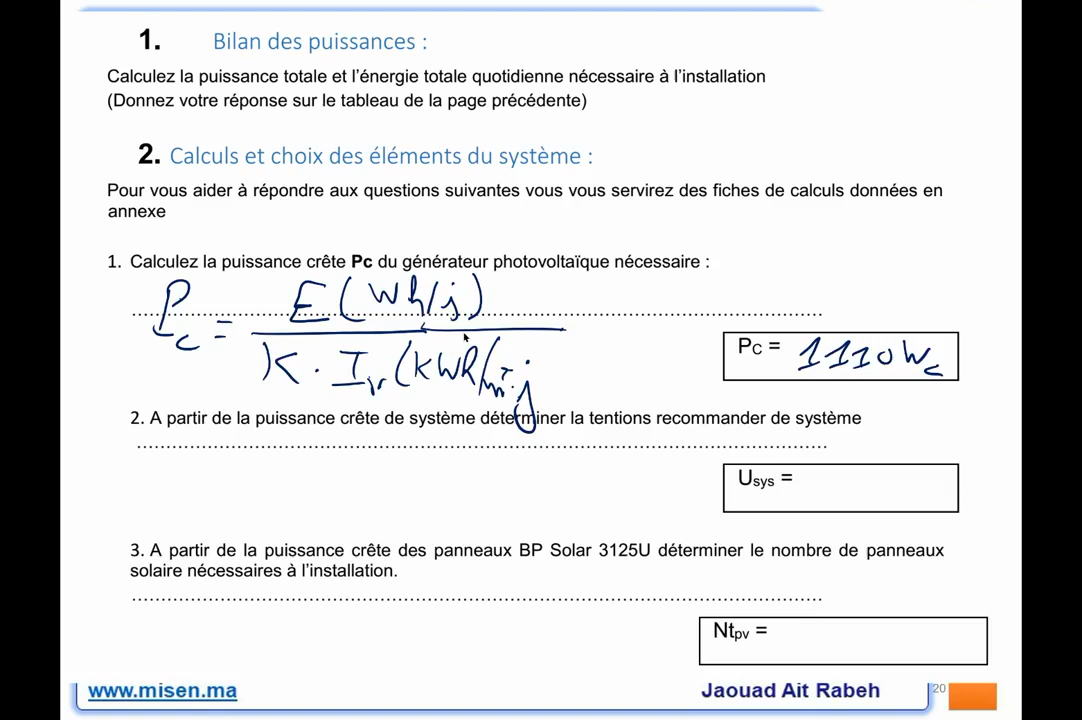 1. Bilan des puissances :
Calculez la puissance totale et l’énergie totale quotidienne nécessaire à l’installation
(Donnez votre réponse sur le tableau de la page précédente)
2. Calculs et choix des éléments du système :
Pour vous aider à répondre aux questions suivantes vous vous servirez des fiches de calculs données en
annexe
1. Calculez la puissance crête Pc du générateur photovoltaïque nécessaire :
Pc = E (Wh/j)
K . Ir (KWh/m².j
PC = 1110 Wc
2. A partir de la puissance crête de système déterminer la tentions recommander de système
Usys =
3. A partir de la puissance crête des panneaux BP Solar 3125U déterminer le nombre de panneaux
solaire nécessaires à l’installation.
Ntpv =
www.misen.ma
Jaouad Ait Rabeh
20